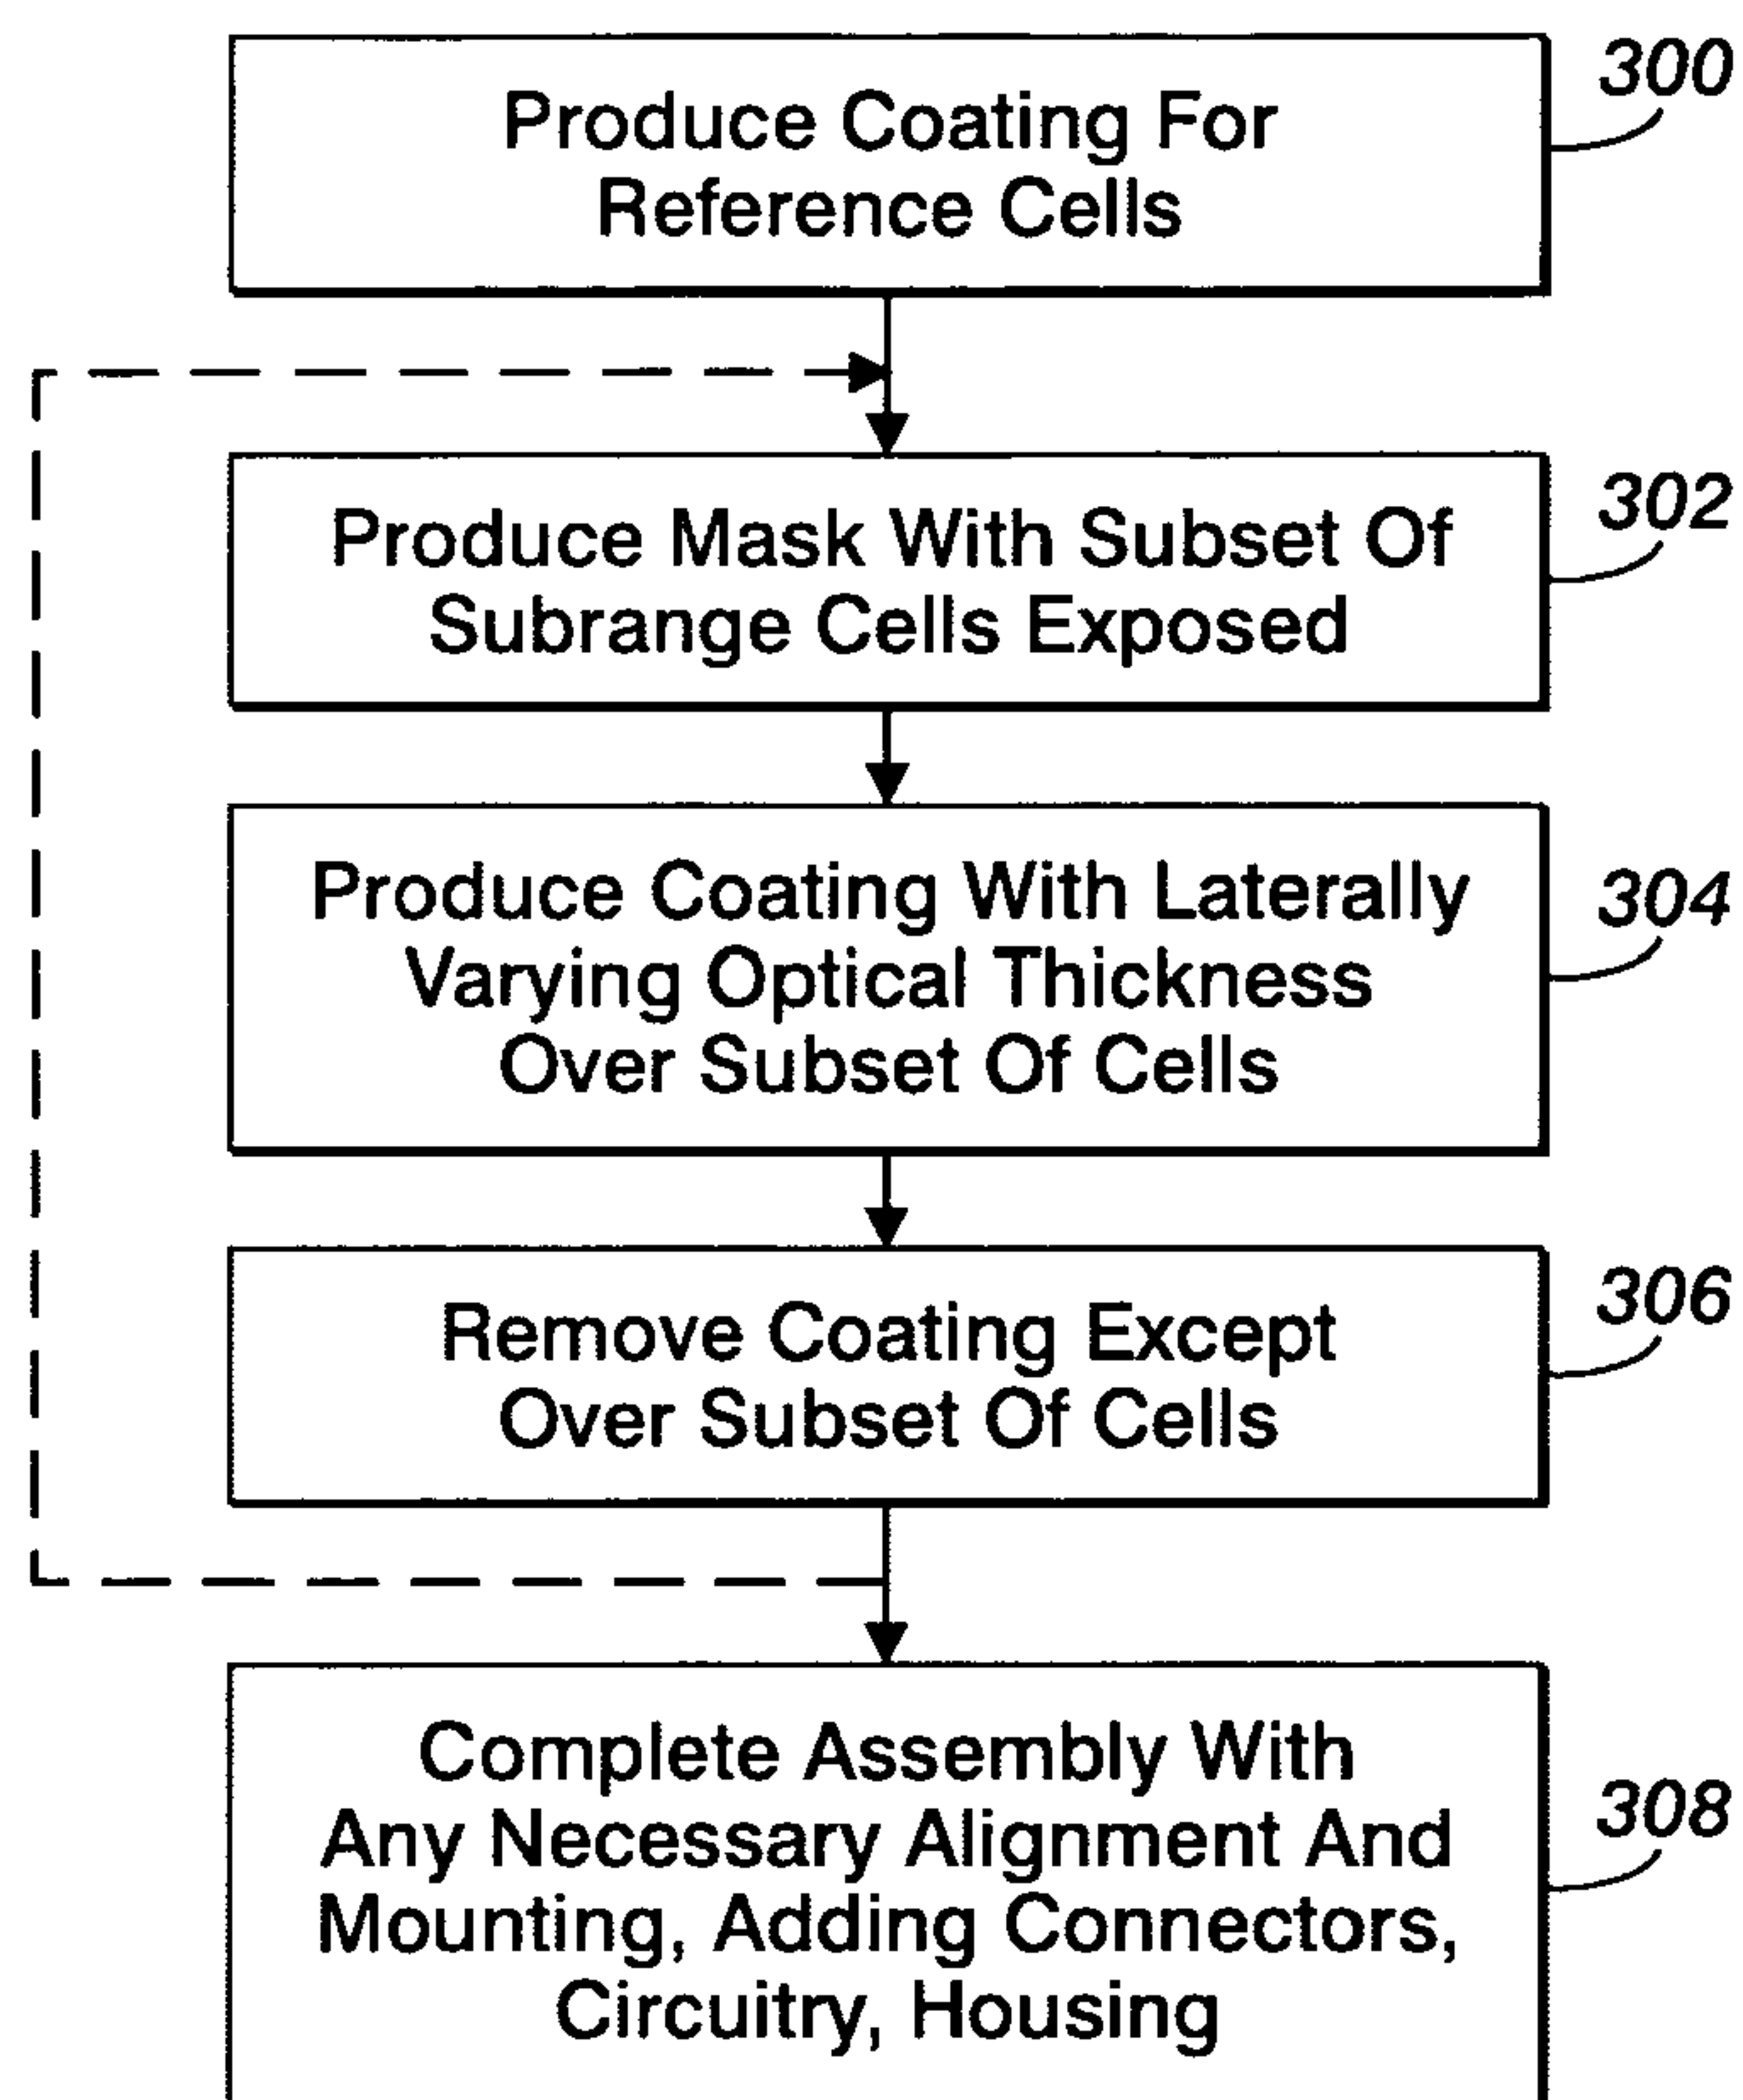 300
Produce Coating For
Reference Cells
302
Produce Mask With Subset Of
Subrange Cells Exposed
304
Produce Coating With Laterally
Varying Optical Thickness
Over Subset Of Cells
306
Remove Coating Except
Over Subset Of Cells
308
Complete Assembly With
Any Necessary Alignment And
Mounting, Adding Connectors,
Circuitry, Housing